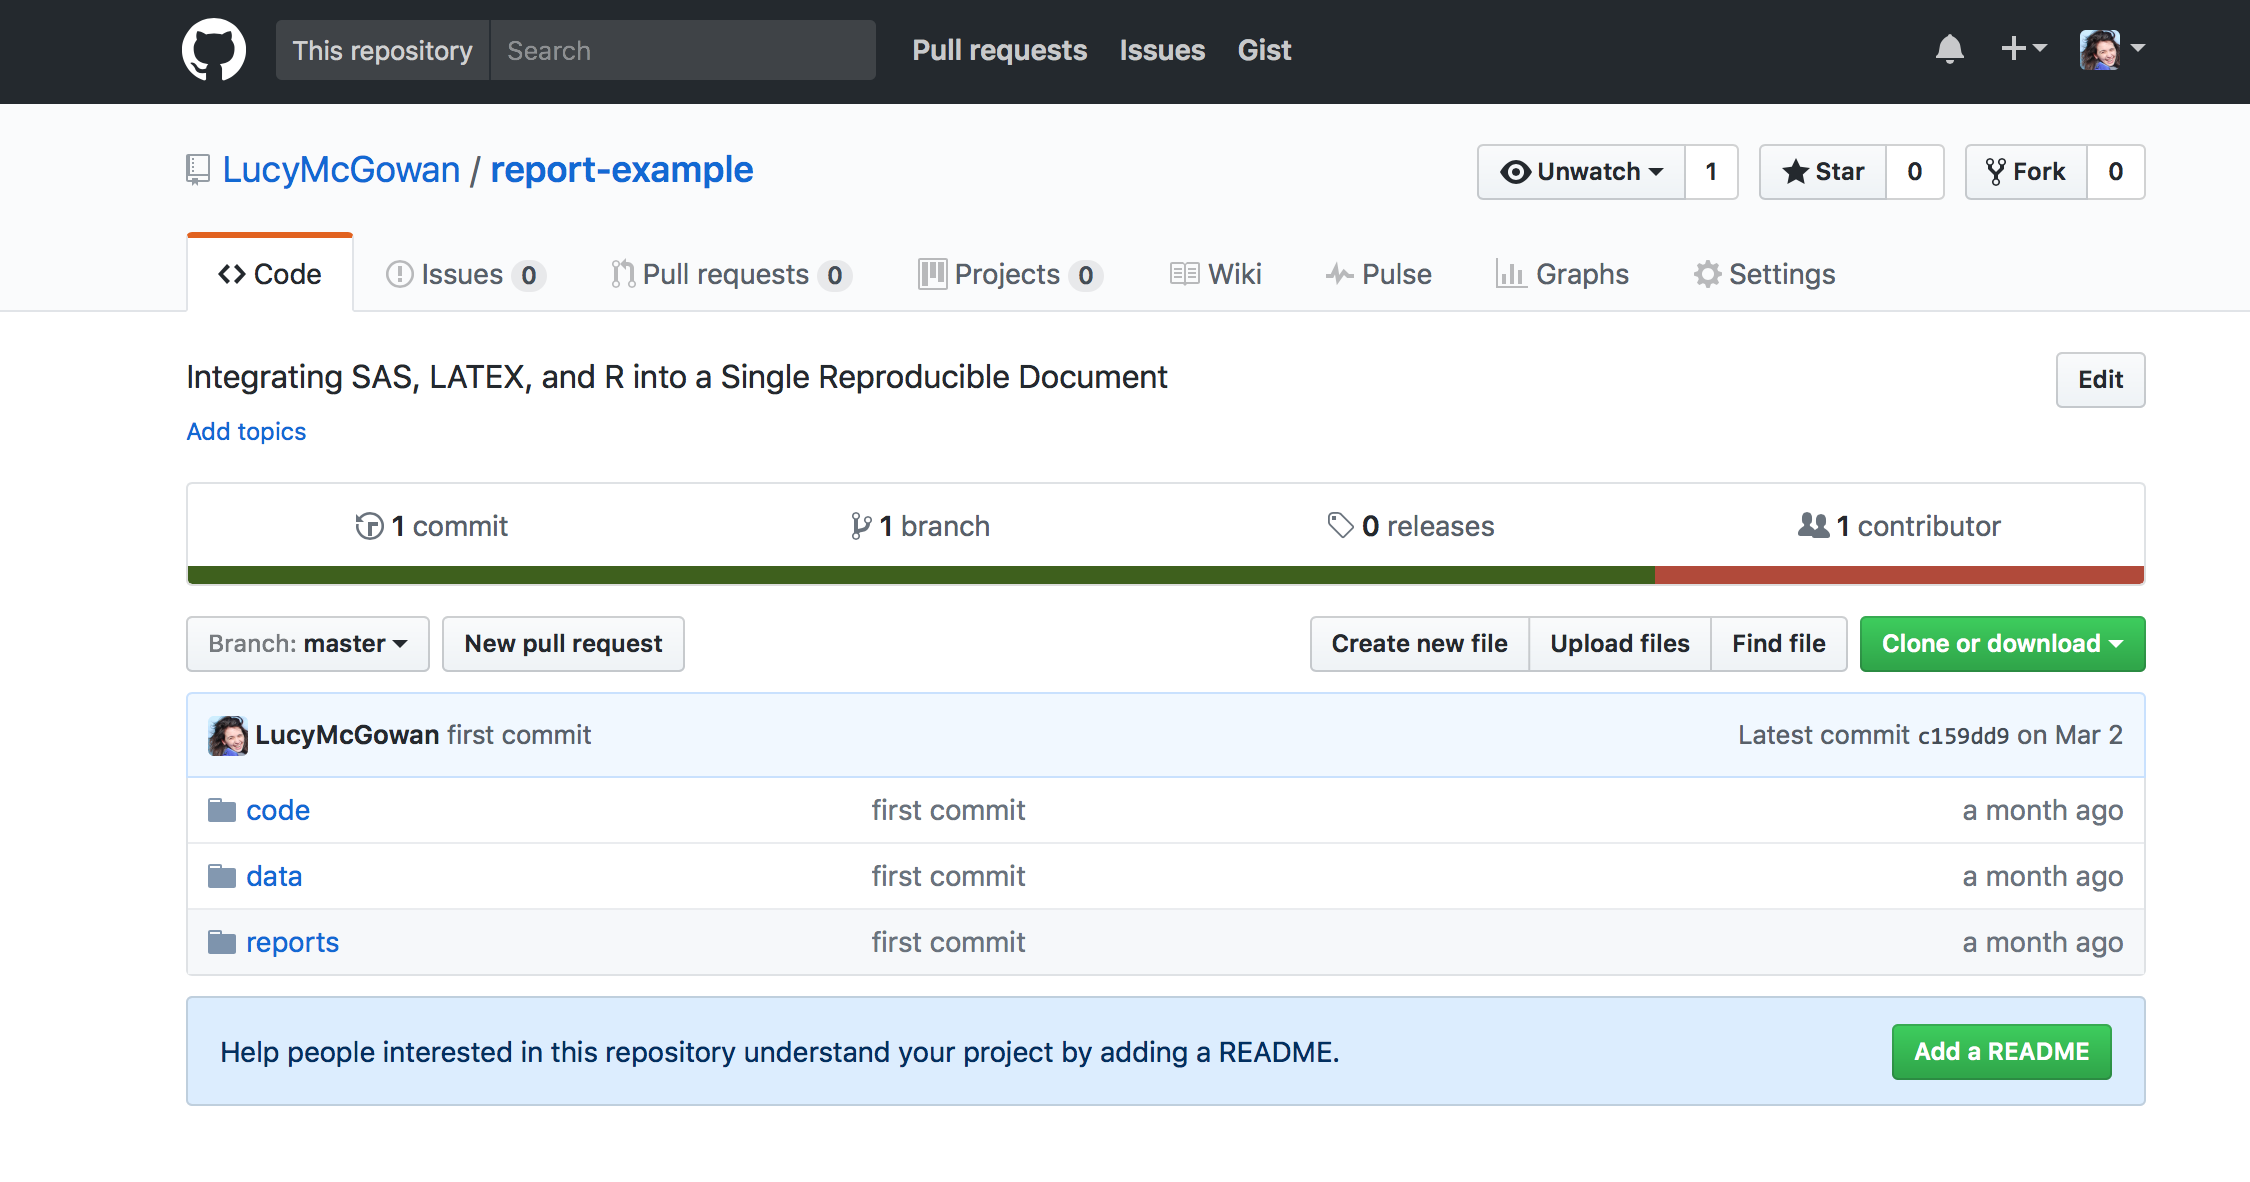 This repository Search Pull requests Issues Gist
LucyMcGowan / report-example Unwatch 1 Star 0 Fork 0
Code Issues 0 Pull requests 0 Projects 0 Wiki Pulse Graphs Settings
Integrating SAS, LATEX, and R into a Single Reproducible Document Edit
Add topics
1 commit 1 branch 0 releases 1 contributor
Branch: master New pull request Create new file Upload files Find file Clone or download
LucyMcGowan first commit Latest commit c159dd9 on Mar 2
code first commit a month ago
data first commit a month ago
reports first commit a month ago
Help people interested in this repository understand your project by adding a README. Add a README